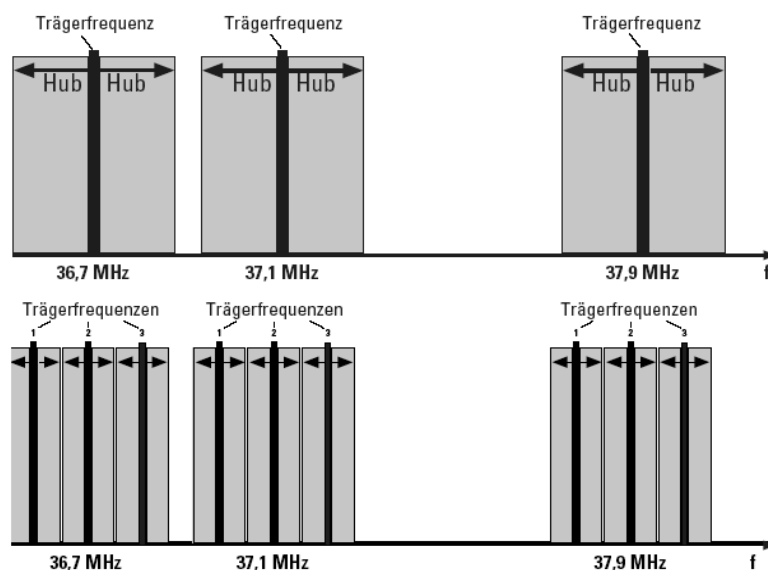 Trägerfrequenz Trägerfrequenz Trägerfrequenz
Hub Hub Hub Hub Hub Hub
36,7 MHz 37,1 MHz 37,9 MHz f
Trägerfrequenzen Trägerfrequenzen Trägerfrequenzen
1 2 3 1 2 3 1 2 3
36,7 MHz 37,1 MHz 37,9 MHz f